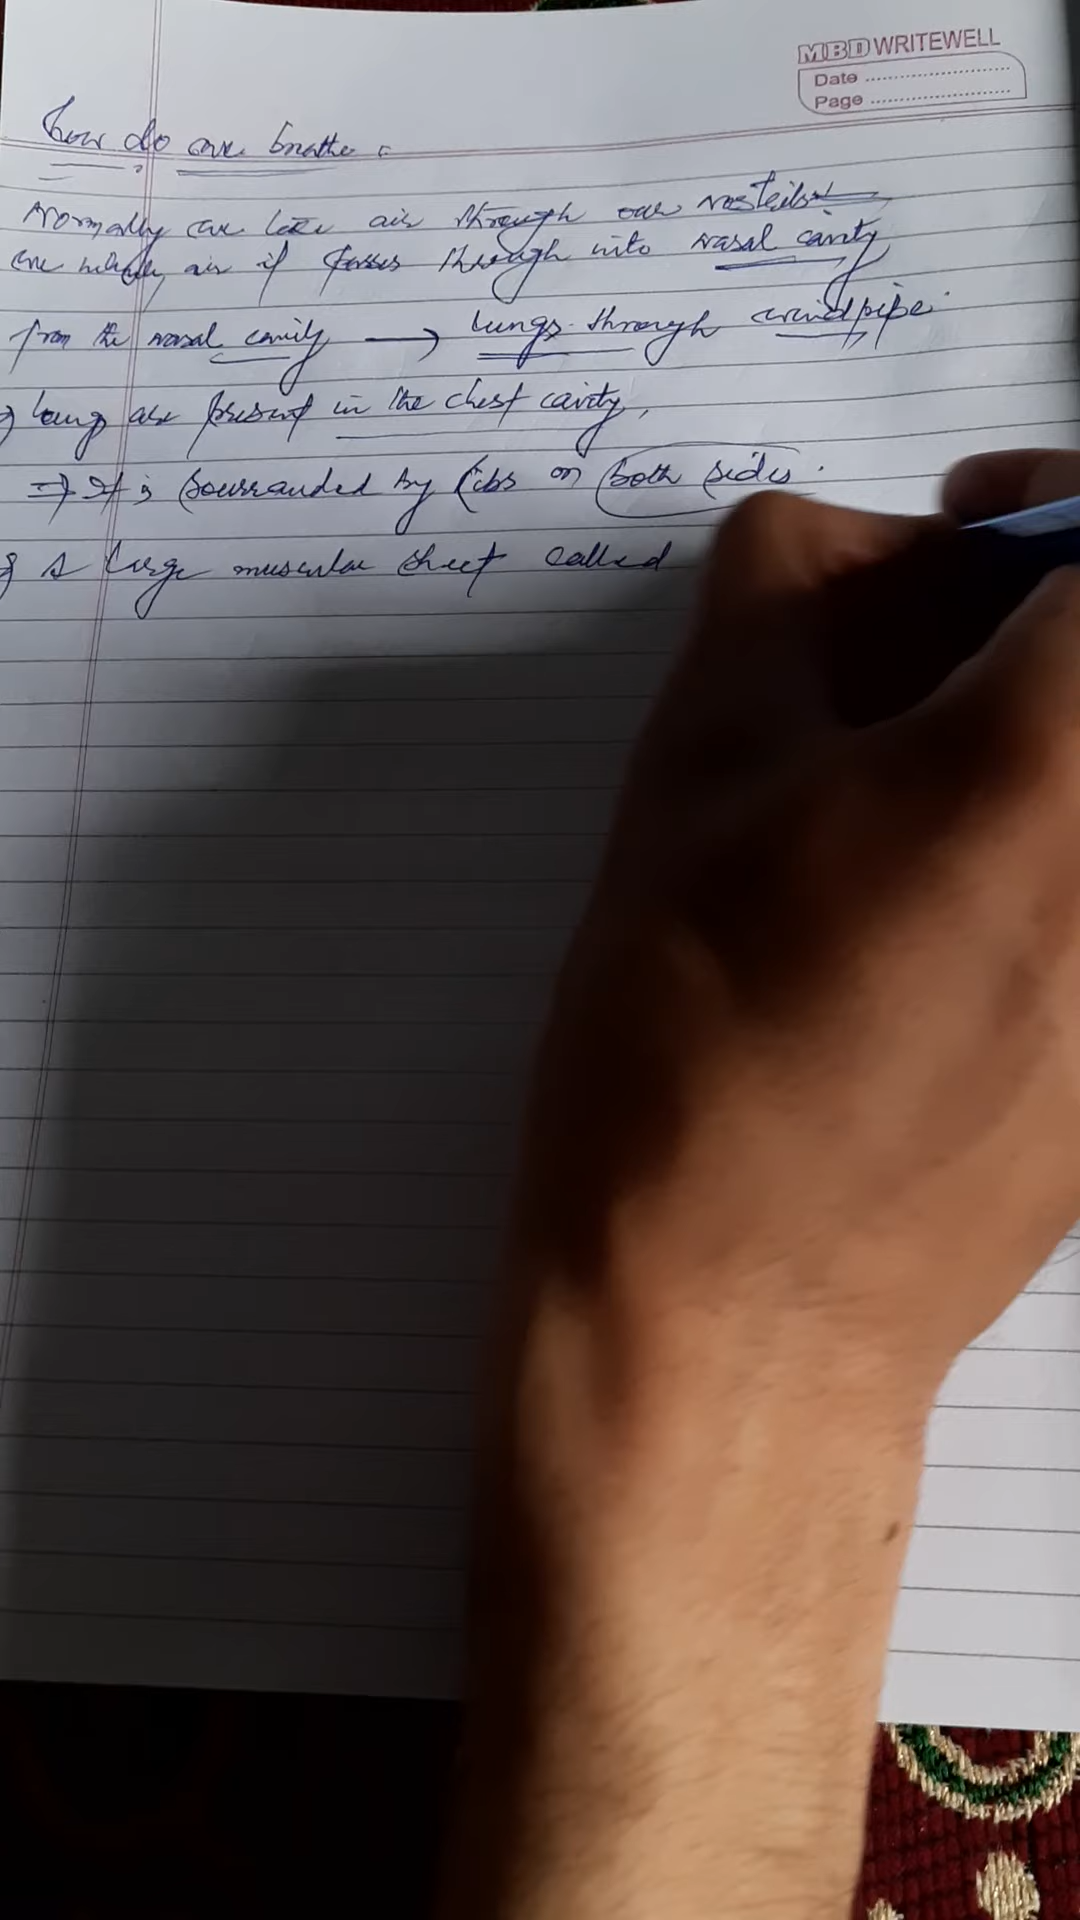 MBD WRITEWELL
Date
Page
how do we breathe
Normally we take air through our nostrils
we inhale air it passes through into nasal cavity
from the nasal cavity → lungs through windpipe.
lungs are present in the chest cavity,
⇒ It is sourranded by ribs on both sides.
A large muscular sheet called